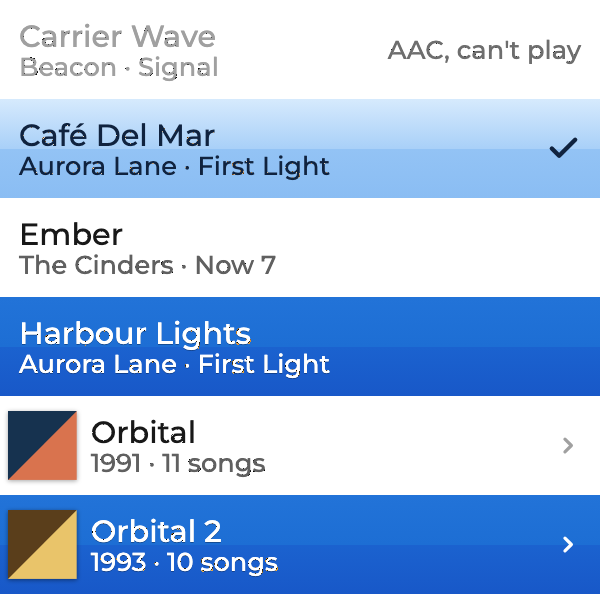 Carrier Wave
Beacon · Signal
AAC, can't play
Café Del Mar
Aurora Lane · First Light
Ember
The Cinders · Now 7
Harbour Lights
Aurora Lane · First Light
Orbital
1991 · 11 songs
Orbital 2
1993 · 10 songs